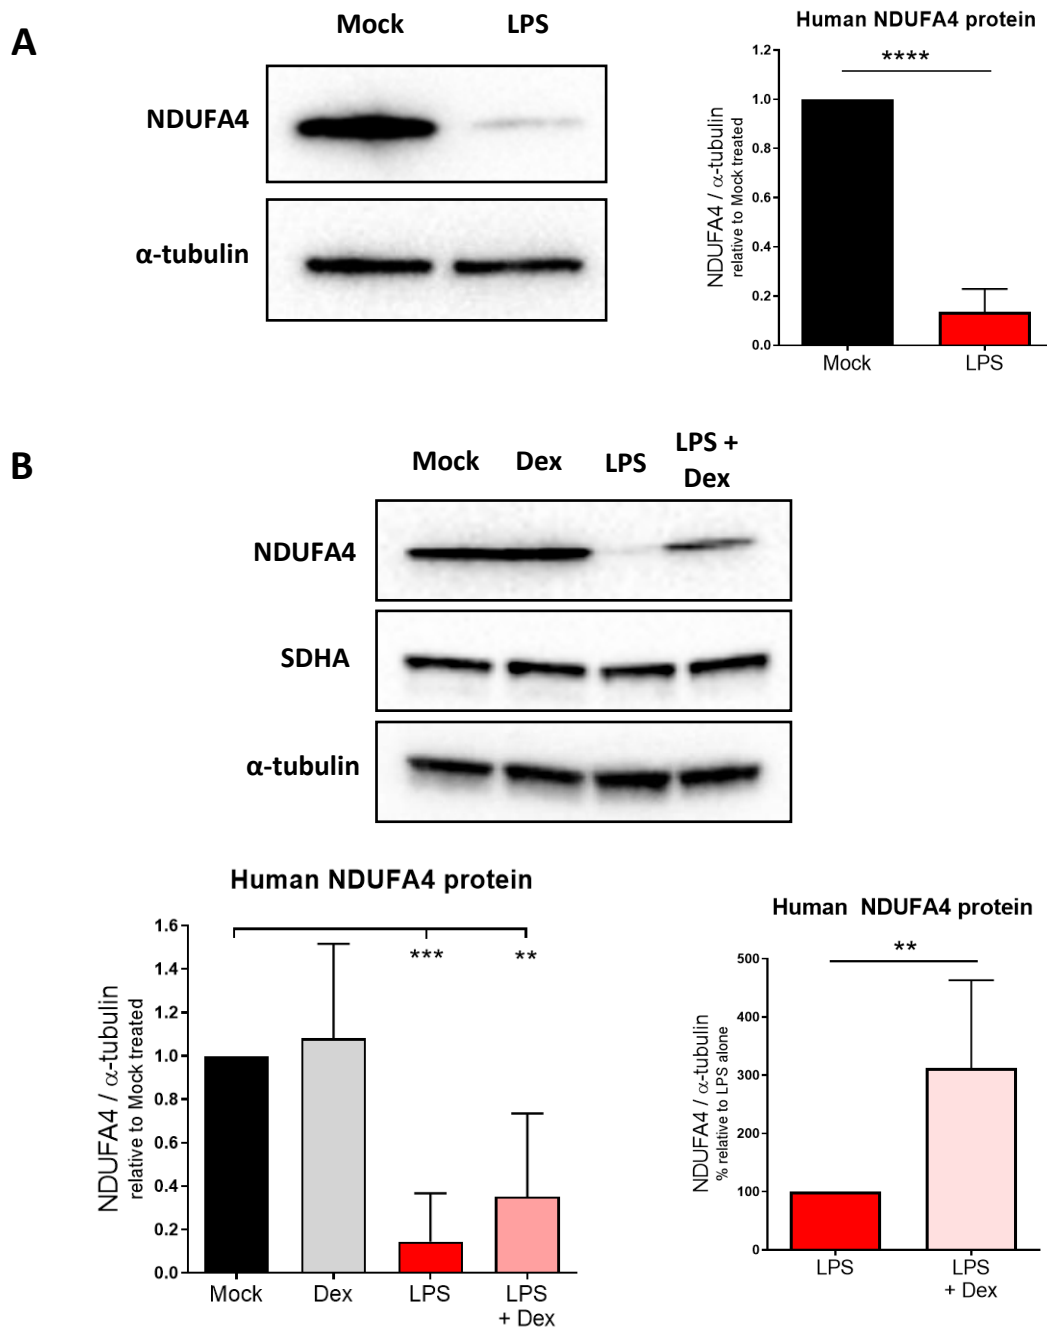 A
Mock LPS
NDUFA4
α-tubulin
Human NDUFA4 protein
NDUFA4 / α-tubulin
relative to Mock treated
1.2
1.0
0.8
0.6
0.4
0.2
0.0
****
Mock LPS
B
Mock Dex LPS LPS +
Dex
NDUFA4
SDHA
α-tubulin
Human NDUFA4 protein
NDUFA4 / α-tubulin
relative to Mock treated
1.6
1.4
1.2
1.0
0.8
0.6
0.4
0.2
0.0
*** **
Mock Dex LPS LPS
+ Dex
Human NDUFA4 protein
NDUFA4 / α-tubulin
% relative to LPS alone
500
400
300
200
100
0
**
LPS LPS
+ Dex